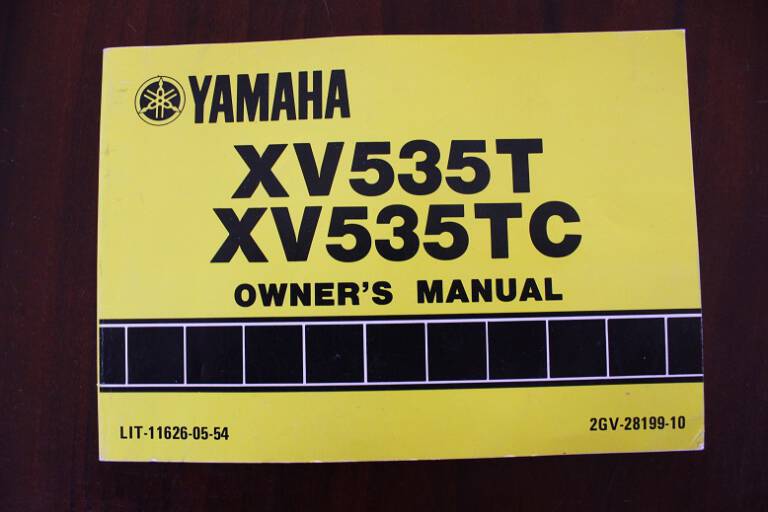 YAMAHA
XV535T
XV535TC
OWNER'S MANUAL
LIT-11626-05-54
2GV-28199-10